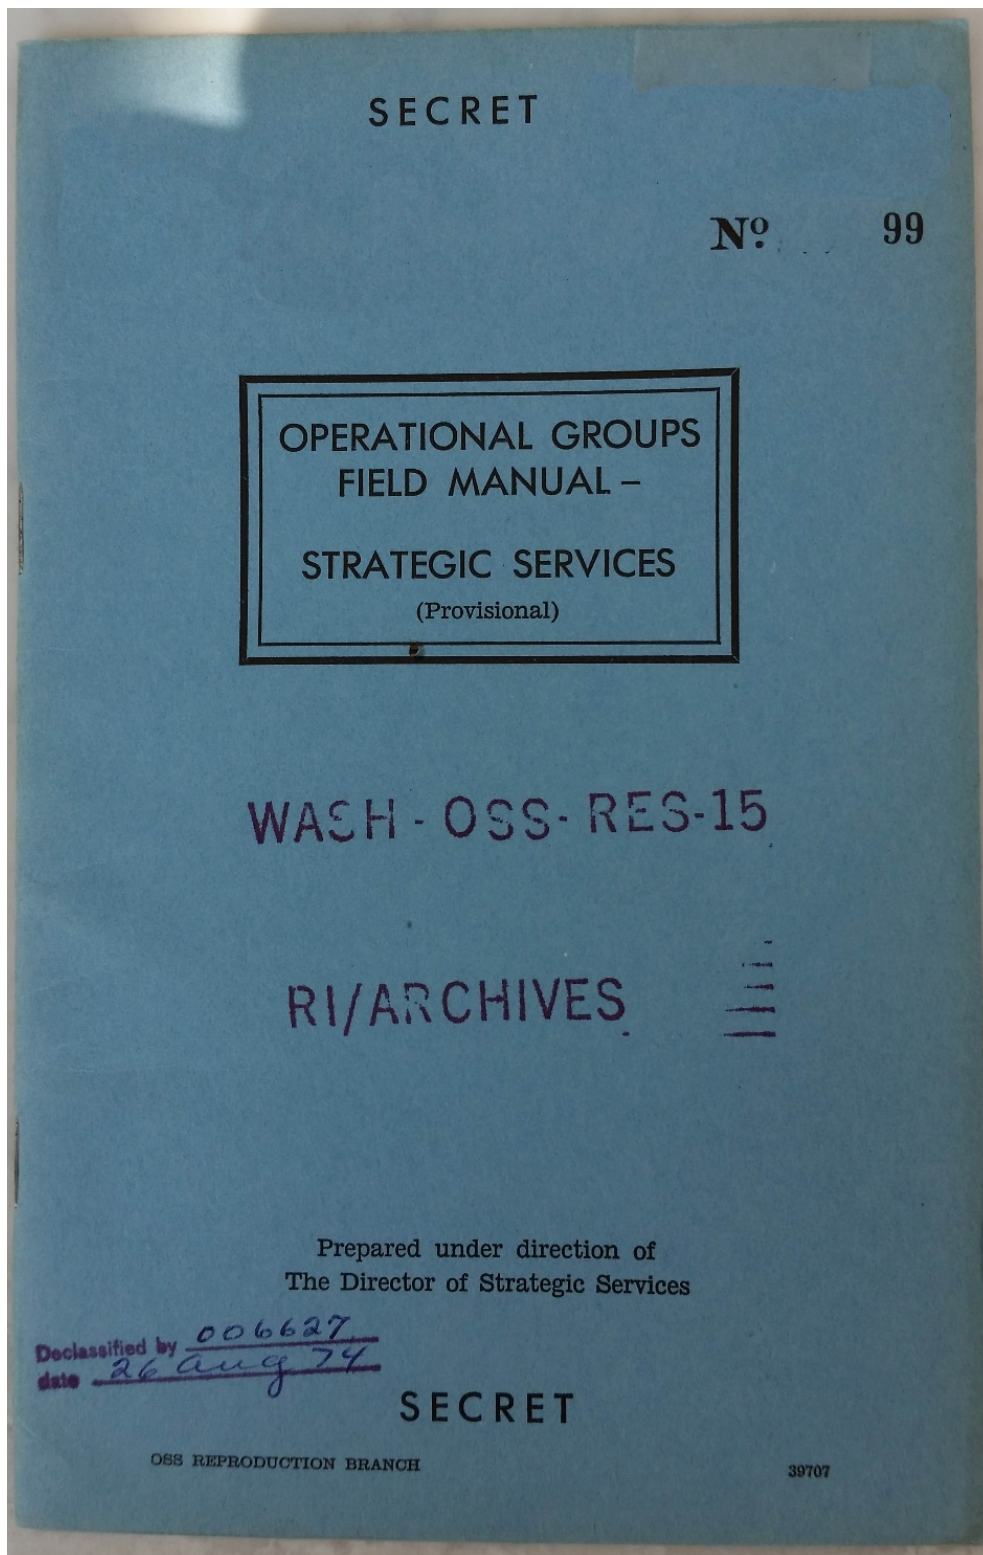 SECRET
Nº. 99
OPERATIONAL GROUPS
FIELD MANUAL –
STRATEGIC SERVICES
(Provisional)
WASH - OSS - RES-15
RI/ARCHIVES
Prepared under direction of
The Director of Strategic Services
Declassified by 006627
date 26 Aug 74
SECRET
OSS REPRODUCTION BRANCH 39707